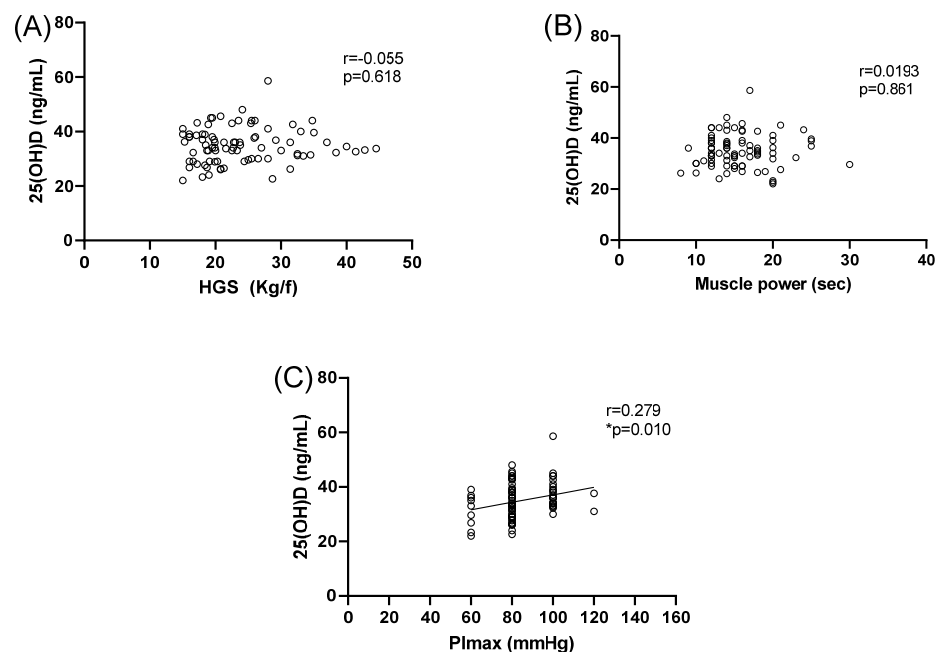 (A)
80
60
40
20
0
25(OH)D (ng/mL)
r=-0.055
p=0.618
0 10 20 30 40 50
HGS (Kg/f)
(B)
80
60
40
20
0
25(OH)D (ng/mL)
r=0.0193
p=0.861
0 10 20 30 40
Muscle power (sec)
(C)
80
60
40
20
0
25(OH)D (ng/mL)
r=0.279
*p=0.010
0 20 40 60 80 100 120 140 160
PImax (mmHg)